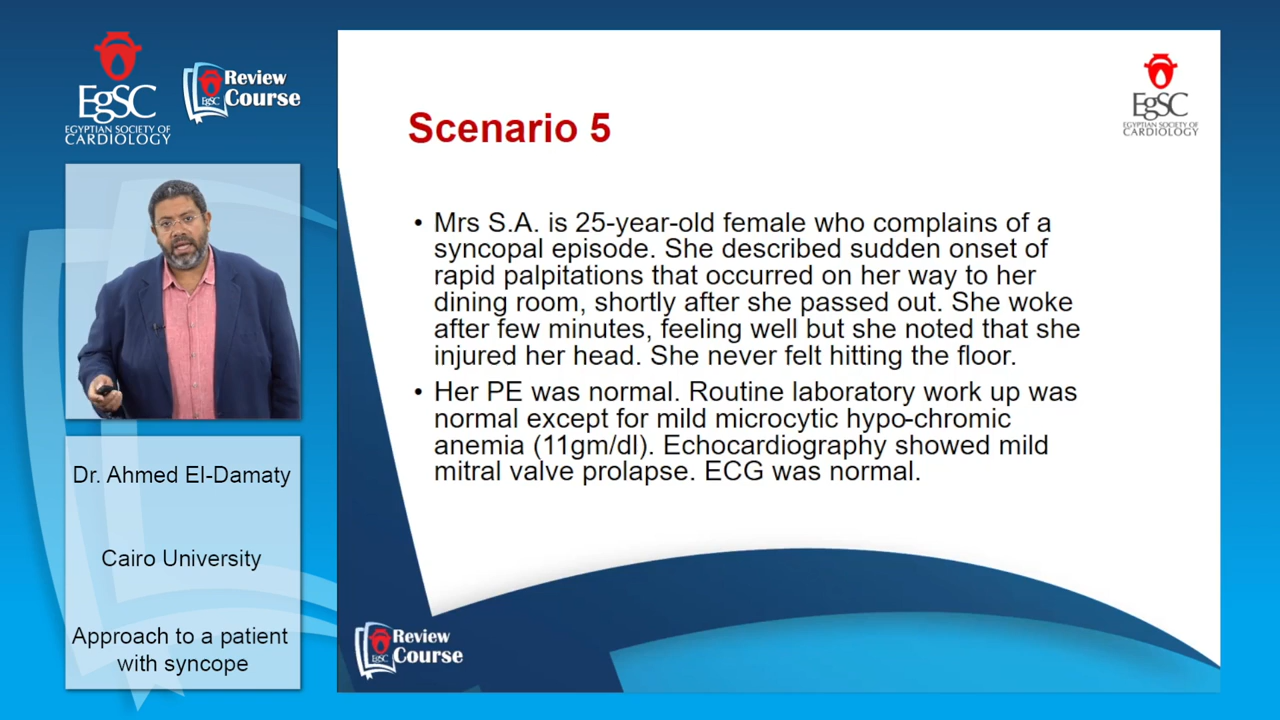 EgSC
EGYPTIAN SOCIETY OF
CARDIOLOGY
EgSC
Review
Course
EgSC
EGYPTIAN SOCIETY OF
CARDIOLOGY
Scenario 5
• Mrs S.A. is 25-year-old female who complains of a
syncopal episode. She described sudden onset of
rapid palpitations that occurred on her way to her
dining room, shortly after she passed out. She woke
after few minutes, feeling well but she noted that she
injured her head. She never felt hitting the floor.
• Her PE was normal. Routine laboratory work up was
normal except for mild microcytic hypo-chromic
anemia (11gm/dl). Echocardiography showed mild
mitral valve prolapse. ECG was normal.
Dr. Ahmed El-Damaty
Cairo University
Approach to a patient
with syncope
EgSC
Review
Course